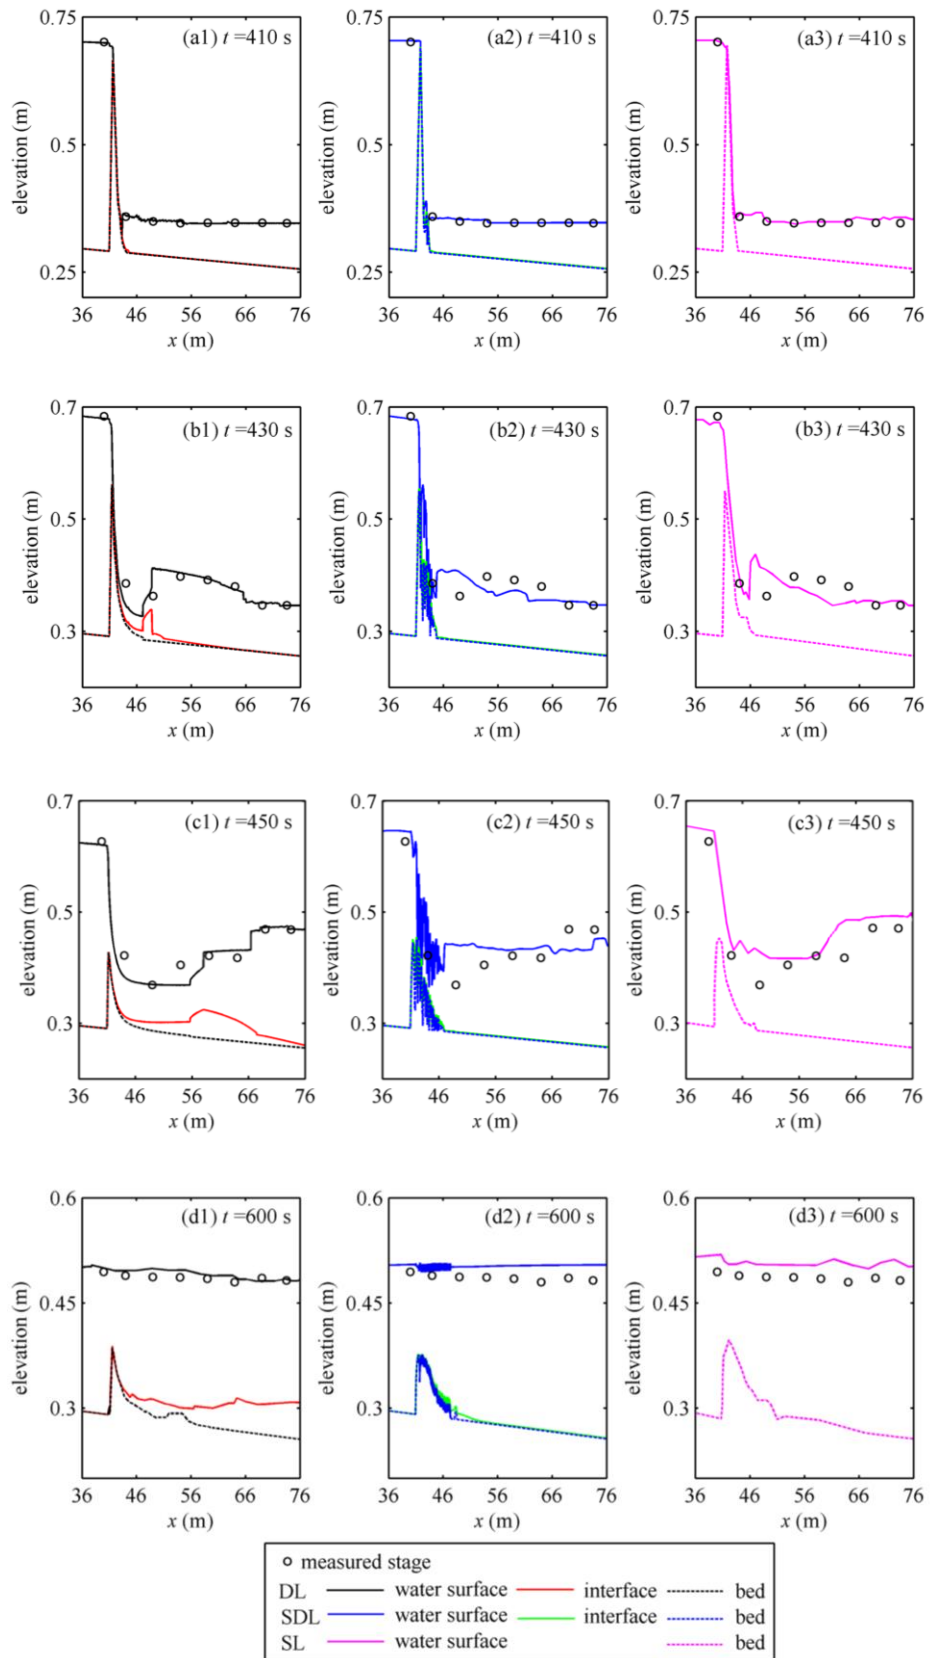 (a1) t =410 s
0.75
0.5
0.25
elevation (m)
36 46 56 66 76
x (m)
(a2) t =410 s
0.75
0.5
0.25
elevation (m)
36 46 56 66 76
x (m)
(a3) t =410 s
0.75
0.5
0.25
elevation (m)
36 46 56 66 76
x (m)
(b1) t =430 s
0.7
0.5
0.3
elevation (m)
36 46 56 66 76
x (m)
(b2) t =430 s
0.7
0.5
0.3
elevation (m)
36 46 56 66 76
x (m)
(b3) t =430 s
0.7
0.5
0.3
elevation (m)
36 46 56 66 76
x (m)
(c1) t =450 s
0.7
0.5
0.3
elevation (m)
36 46 56 66 76
x (m)
(c2) t =450 s
0.7
0.5
0.3
elevation (m)
36 46 56 66 76
x (m)
(c3) t =450 s
0.7
0.5
0.3
elevation (m)
36 46 56 66 76
x (m)
(d1) t =600 s
0.6
0.45
0.3
elevation (m)
36 46 56 66 76
x (m)
(d2) t =600 s
0.6
0.45
0.3
elevation (m)
36 46 56 66 76
x (m)
(d3) t =600 s
0.6
0.45
0.3
elevation (m)
36 46 56 66 76
x (m)
measured stage
DL water surface interface bed
SDL water surface interface bed
SL water surface bed